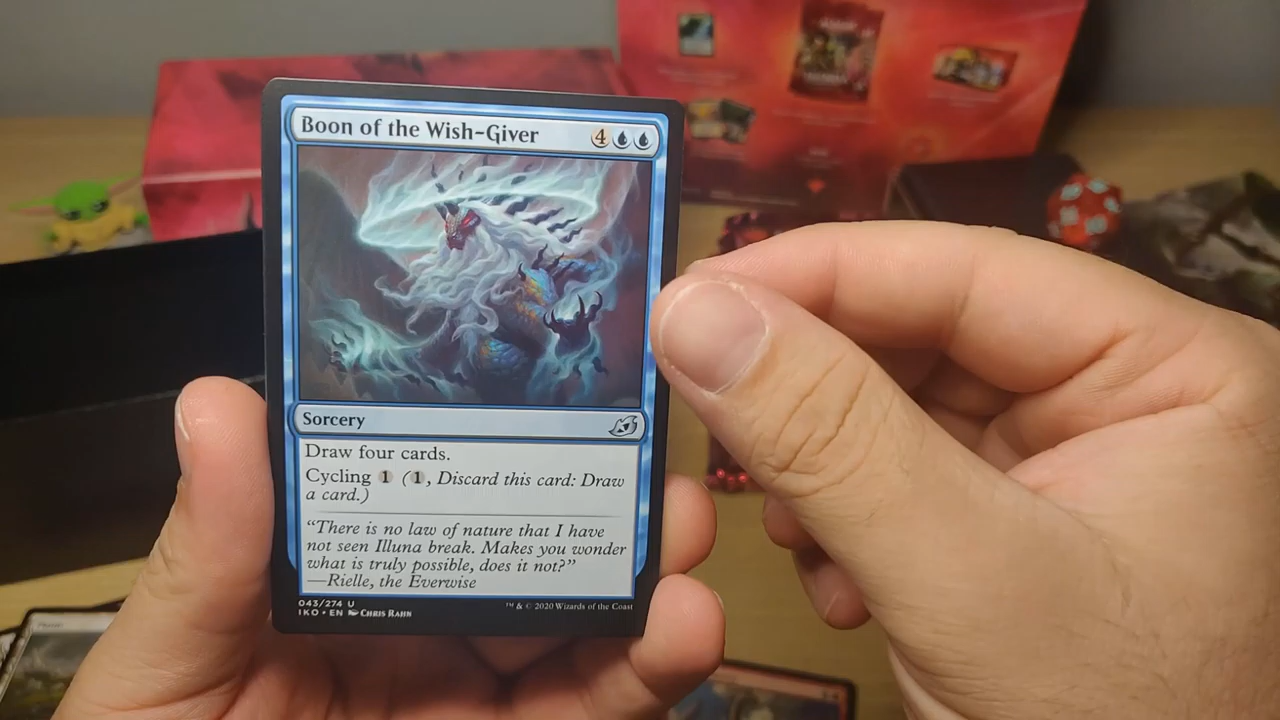 Boon of the Wish-Giver 4
Sorcery
Draw four cards.
Cycling 1 (1, Discard this card: Draw
a card.)
“There is no law of nature that I have
not seen Illuna break. Makes you wonder
what is truly possible, does it not?”
—Rielle, the Everwise
043/274 U
IKO • EN Chris Rahn
™ & © 2020 Wizards of the Coast